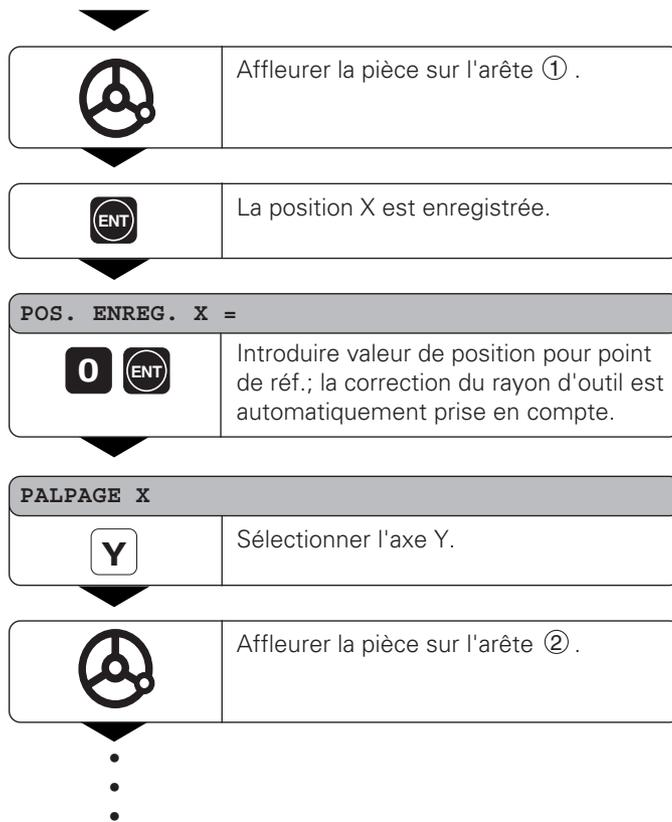 Affleurer la pièce sur l'arête ① .
ENT
La position X est enregistrée.
POS. ENREG. X =
0 ENT
Introduire valeur de position pour point
de réf.; la correction du rayon d'outil est
automatiquement prise en compte.
PALPAGE X
Y
Sélectionner l'axe Y.
Affleurer la pièce sur l'arête ② .